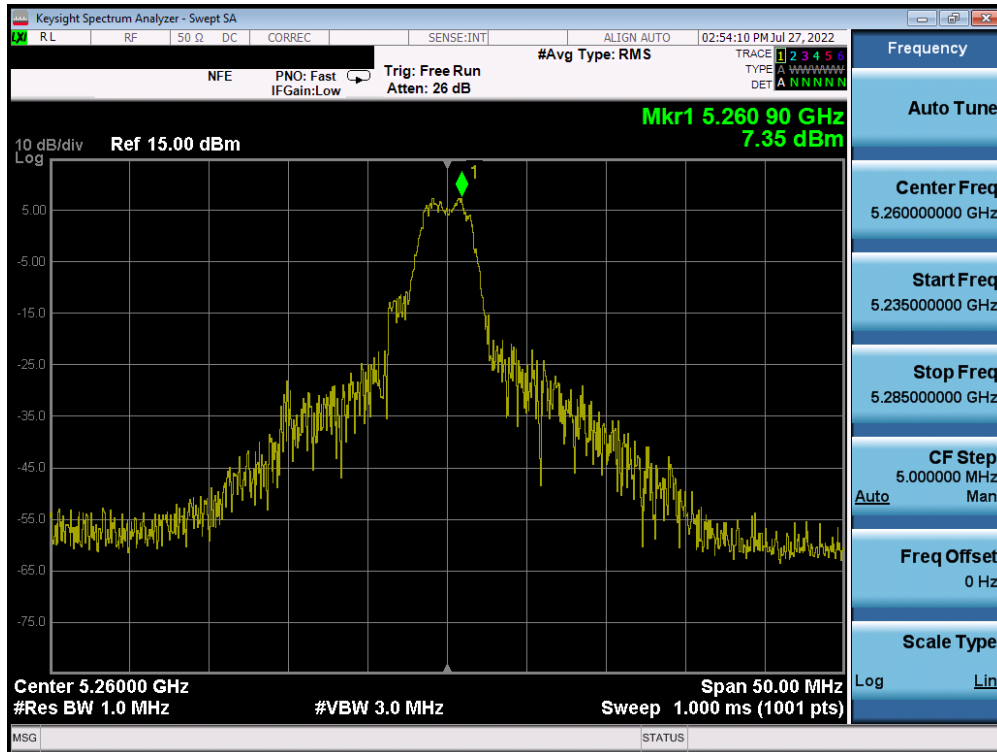 Keysight Spectrum Analyzer - Swept SA
LXI RL RF 50 Ω DC CORREC SENSE:INT ALIGN AUTO 02:54:10 PM Jul 27, 2022
NFE PNO: Fast Trig: Free Run #Avg Type: RMS TRACE 1 2 3 4 5 6
IFGain:Low Atten: 26 dB TYPE A WWWWW
DET A N N N N N
Frequency
Mkr1 5.260 90 GHz
7.35 dBm
10 dB/div Ref 15.00 dBm
Log
1
5.00
-5.00
-15.0
-25.0
-35.0
-45.0
-55.0
-65.0
-75.0
Center 5.26000 GHz Span 50.00 MHz
#Res BW 1.0 MHz #VBW 3.0 MHz Sweep 1.000 ms (1001 pts)
Auto Tune
Center Freq
5.260000000 GHz
Start Freq
5.235000000 GHz
Stop Freq
5.285000000 GHz
CF Step
5.000000 MHz
Auto Man
Freq Offset
0 Hz
Scale Type
Log Lin
MSG STATUS